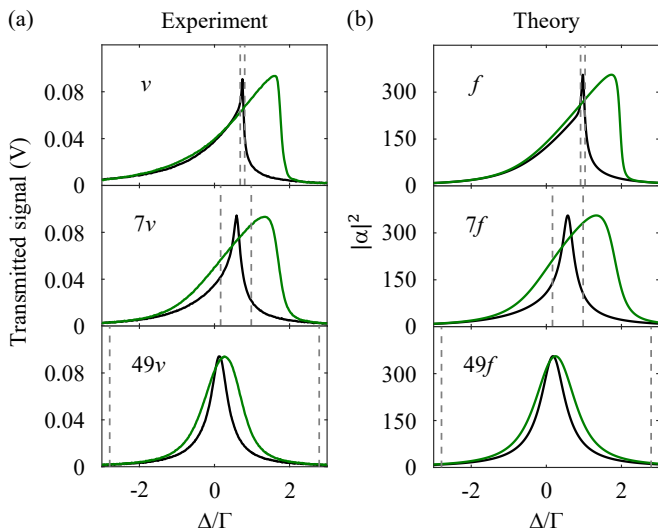 (a) Experiment
(b) Theory
Transmitted signal (V)
0.08
0.04
0
v
0.08
0.04
0
7v
0.08
0.04
0
49v
-2
0
2
Δ/Γ
|α|²
300
150
0
f
300
150
0
7f
300
150
0
49f
-2
0
2
Δ/Γ